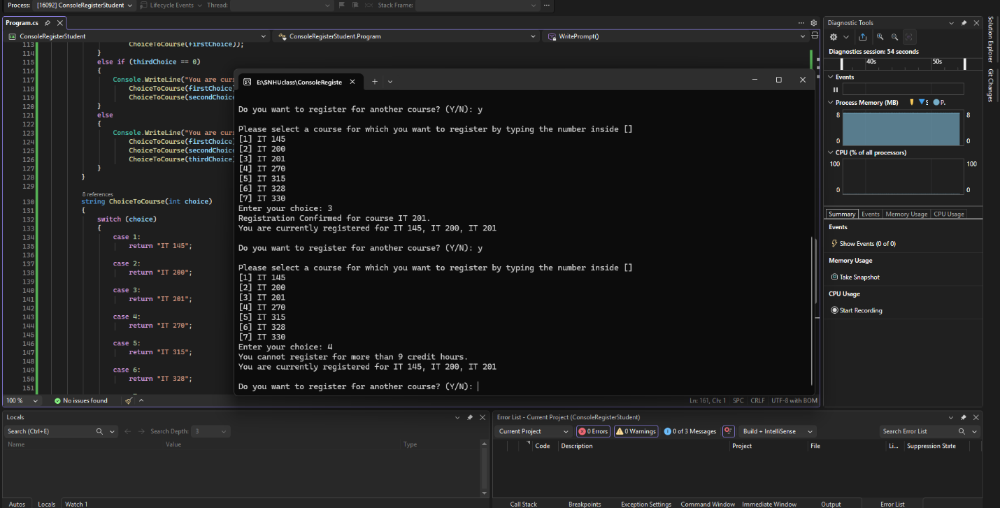 Process: [16092] ConsoleRegisterStudent Lifecycle Events Thread: Stack Frame:
Program.cs
ConsoleRegisterStudent ConsoleRegisterStudent.Program WritePrompt()
113 ChoiceToCourse(firstChoice));
114 }
115 else if (thirdChoice == 0)
116 {
117 Console.WriteLine("You are cur
118 ChoiceToCourse(firstChoice)
119 ChoiceToCourse(secondChoice
120 }
121 else
122 {
123 Console.WriteLine("You are cur
124 ChoiceToCourse(firstChoice)
125 ChoiceToCourse(secondChoice
126 ChoiceToCourse(thirdChoice)
127 }
128 }
129
8 references
130 string ChoiceToCourse(int choice)
131 {
132 switch (choice)
133 {
134 case 1:
135 return "IT 145";
136
137 case 2:
138 return "IT 200";
139
140 case 3:
141 return "IT 201";
142
143 case 4:
144 return "IT 270";
145
146 case 5:
147 return "IT 315";
148
149 case 6:
150 return "IT 328";
151
100 % No issues found Ln: 161, Ch: 1 SPC CRLF UTF-8 with BOM
E:\SNHUclass\ConsoleRegiste
Do you want to register for another course? (Y/N): y
Please select a course for which you want to register by typing the number inside []
[1] IT 145
[2] IT 200
[3] IT 201
[4] IT 270
[5] IT 315
[6] IT 328
[7] IT 330
Enter your choice: 3
Registration Confirmed for course IT 201.
You are currently registered for IT 145, IT 200, IT 201
Do you want to register for another course? (Y/N): y
Please select a course for which you want to register by typing the number inside []
[1] IT 145
[2] IT 200
[3] IT 201
[4] IT 270
[5] IT 315
[6] IT 328
[7] IT 330
Enter your choice: 4
You cannot register for more than 9 credit hours.
You are currently registered for IT 145, IT 200, IT 201
Do you want to register for another course? (Y/N):
Diagnostic Tools
Diagnostics session: 54 seconds
40s 50s
Events
Process Memory (MB) S P.
8 8
0 0
CPU (% of all processors)
100 100
0 0
Summary Events Memory Usage CPU Usage
Events
Show Events (0 of 0)
Memory Usage
Take Snapshot
CPU Usage
Start Recording
Solution Explorer
Git Changes
Locals
Search (Ctrl+E) Search Depth: 3
Name Value Type
Autos Locals Watch 1
Error List - Current Project (ConsoleRegisterStudent)
Current Project 0 Errors 0 Warnings 0 of 3 Messages Build + IntelliSense Search Error List
Code Description Project File Li... Suppression State
Call Stack Breakpoints Exception Settings Command Window Immediate Window Output Error List